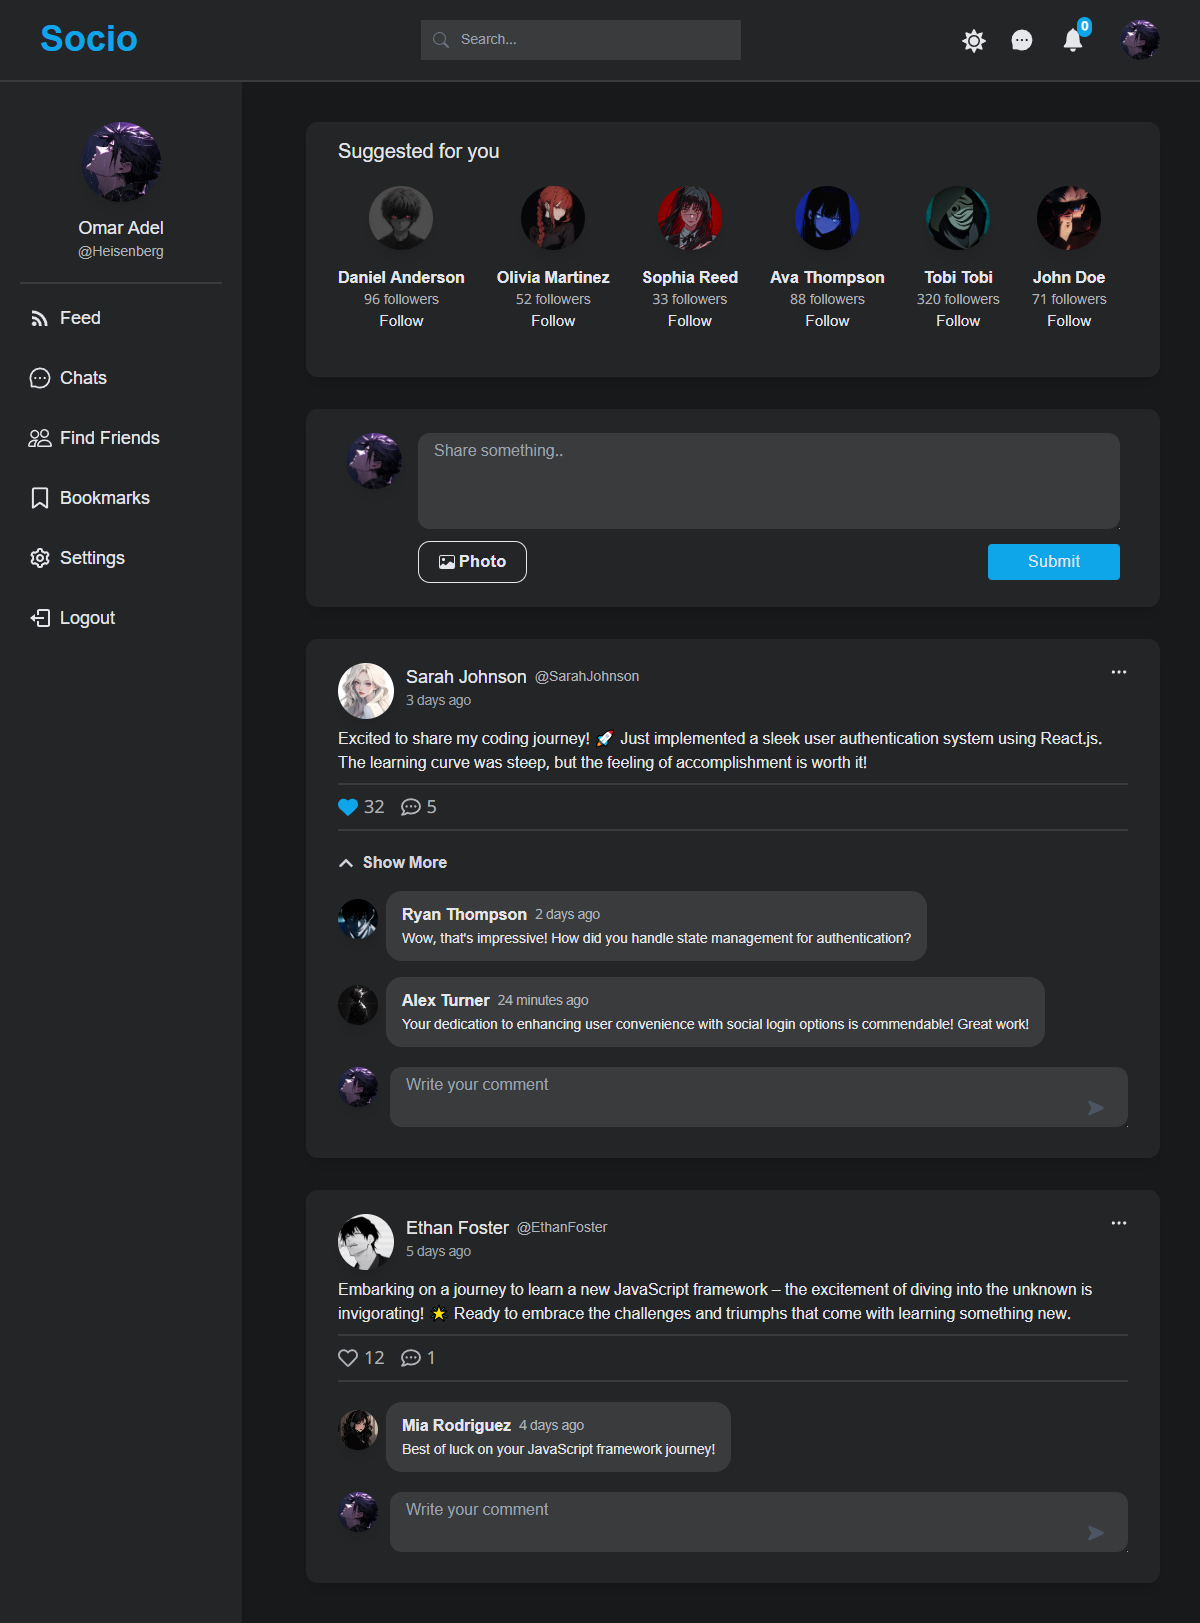 Socio
Search...
0
Omar Adel
@Heisenberg
Feed
Chats
Find Friends
Bookmarks
Settings
Logout
Suggested for you
Daniel Anderson
96 followers
Follow
Olivia Martinez
52 followers
Follow
Sophia Reed
33 followers
Follow
Ava Thompson
88 followers
Follow
Tobi Tobi
320 followers
Follow
John Doe
71 followers
Follow
Share something..
Photo
Submit
Sarah Johnson @SarahJohnson
3 days ago
Excited to share my coding journey! 🚀 Just implemented a sleek user authentication system using React.js.
The learning curve was steep, but the feeling of accomplishment is worth it!
32 5
Show More
Ryan Thompson 2 days ago
Wow, that's impressive! How did you handle state management for authentication?
Alex Turner 24 minutes ago
Your dedication to enhancing user convenience with social login options is commendable! Great work!
Write your comment
Ethan Foster @EthanFoster
5 days ago
Embarking on a journey to learn a new JavaScript framework – the excitement of diving into the unknown is
invigorating! 🌟 Ready to embrace the challenges and triumphs that come with learning something new.
12 1
Mia Rodriguez 4 days ago
Best of luck on your JavaScript framework journey!
Write your comment